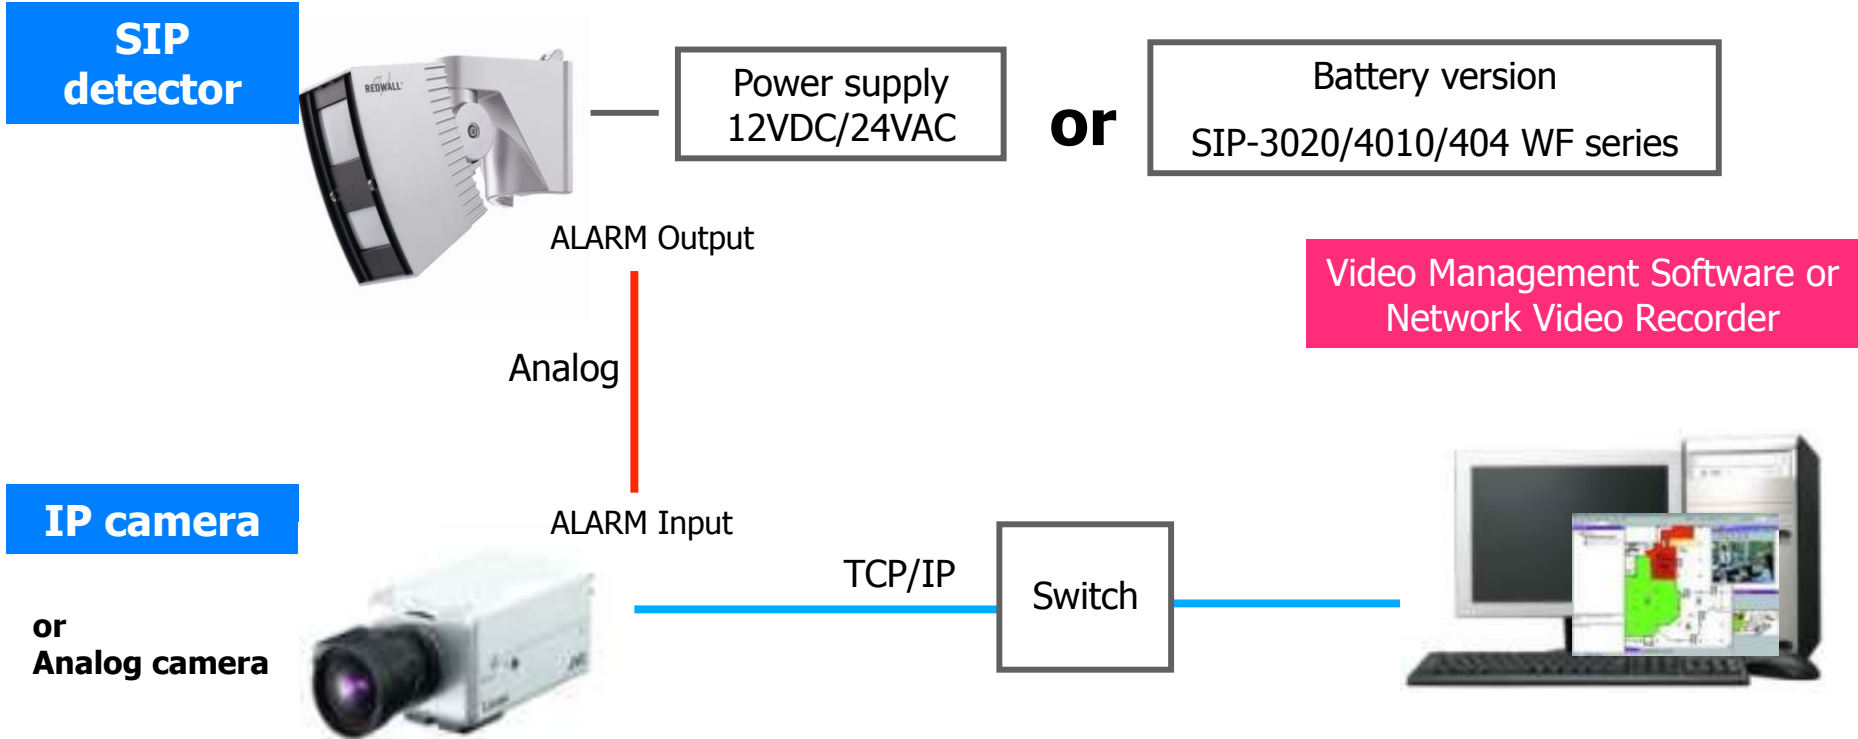 SIP
detector
REDWALL
Power supply
12VDC/24VAC
or
Battery version
SIP-3020/4010/404 WF series
ALARM Output
Video Management Software or
Network Video Recorder
Analog
IP camera
ALARM Input
TCP/IP
Switch
or
Analog camera